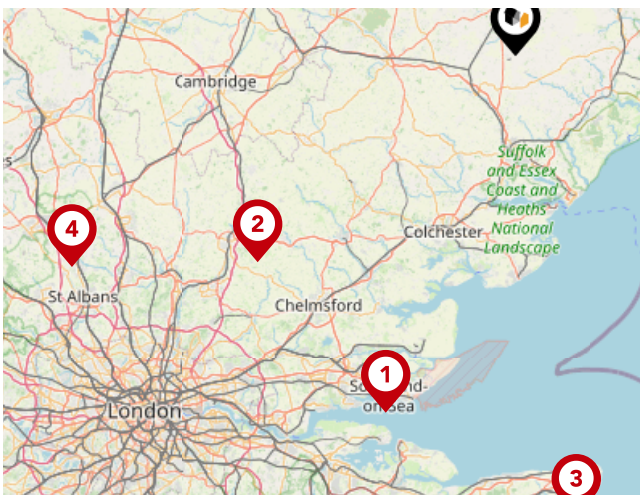 Cambridge
s
Suffolk
and Essex
Coast and
Heaths
National
Landscape
2
4
Colchester
St Albans
Chelmsford
1
on-Sea
London
3